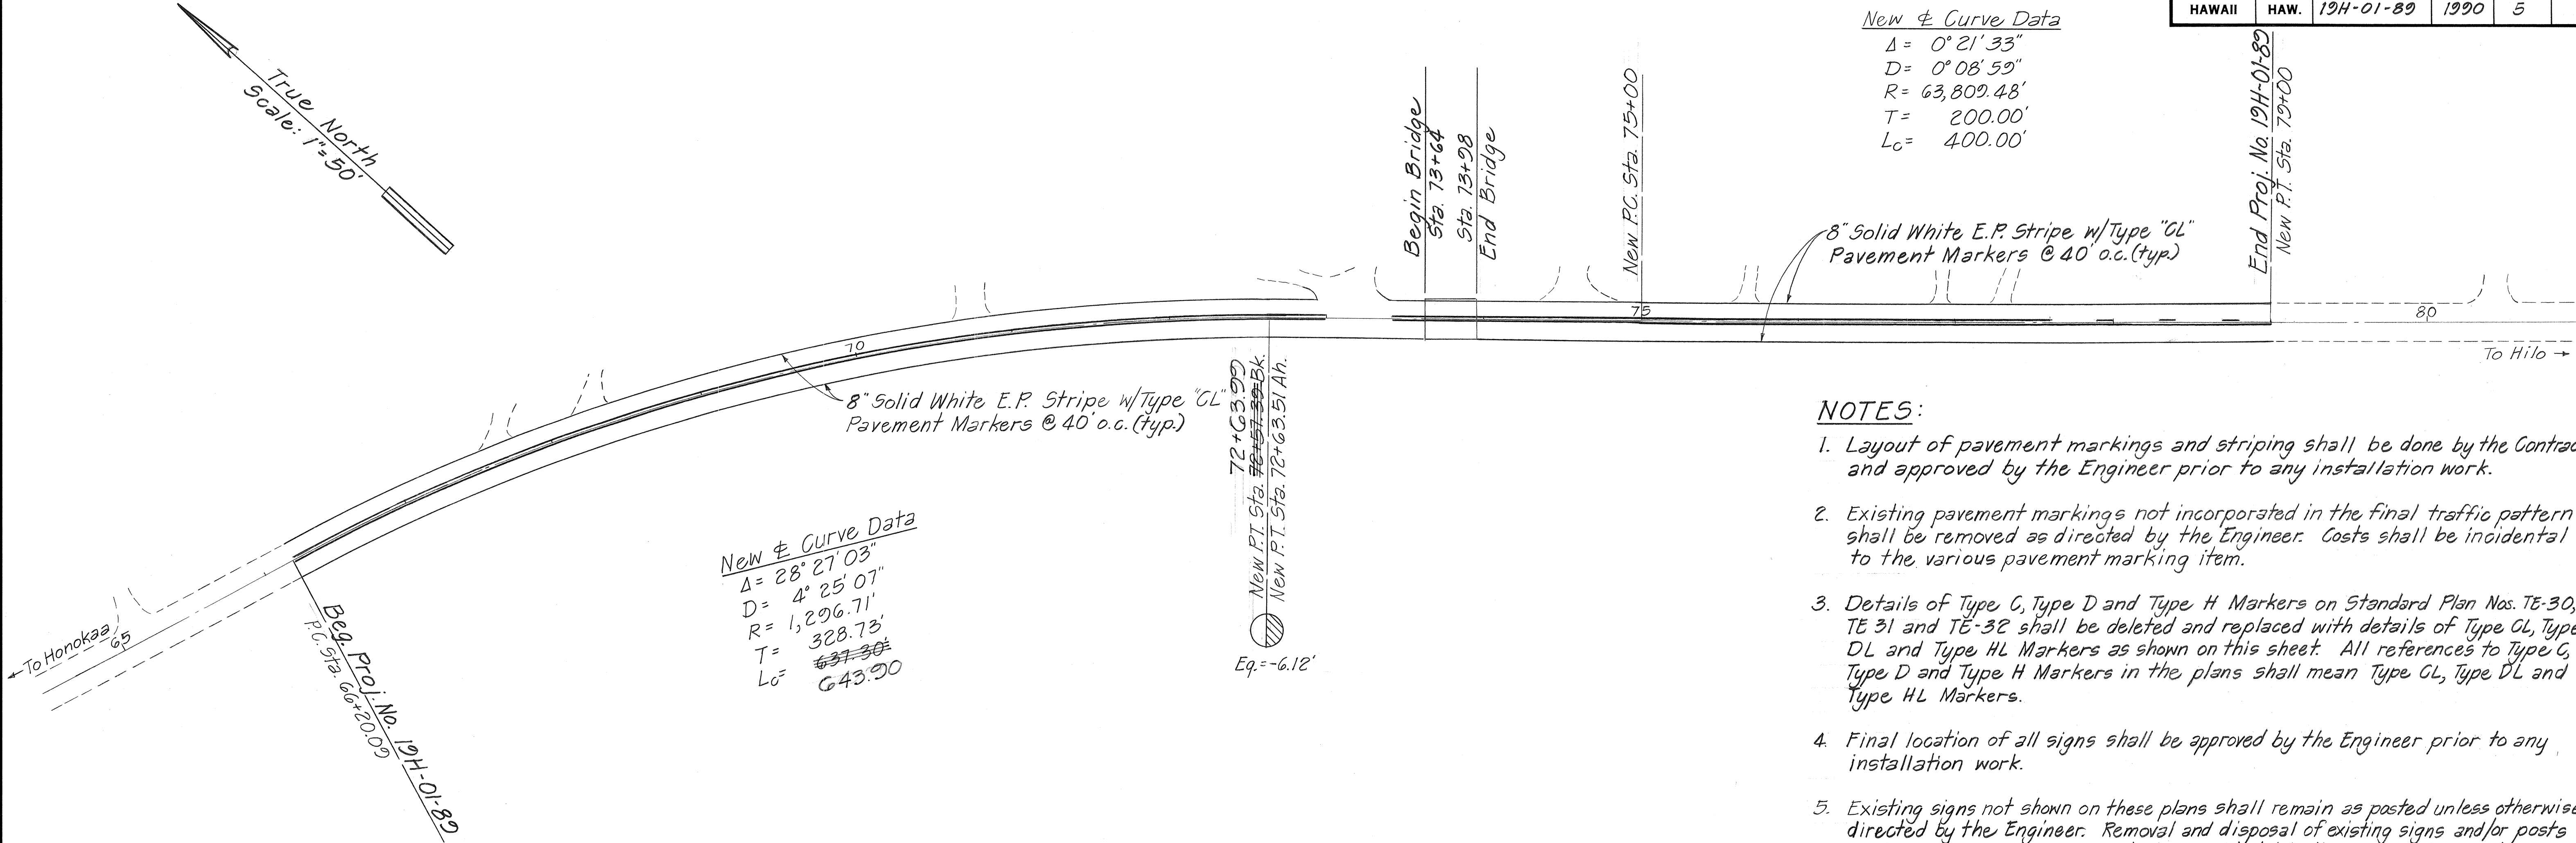 HAWAII HAW. 19H-01-89 1990 5
True North
Scale: 1"=50'
New ℄ Curve Data
Δ = 0° 21' 33"
D = 0° 08' 59"
R = 63,809.48'
T = 200.00'
Lc = 400.00'
Begin Bridge
Sta. 73+64
Sta. 73+98
End Bridge
New P.C. Sta. 75+00
End Proj. No. 19H-01-89
New P.T. Sta. 79+00
8" Solid White E.P. Stripe w/Type "CL"
Pavement Markers @ 40' o.c. (typ.)
75
80
To Hilo →
70
8" Solid White E.P. Stripe w/Type "CL"
Pavement Markers @ 40' o.c. (typ.)
72+63.99
New P.T. Sta. 72+57.39 Bk.
New P.T. Sta. 72+63.51 Ah.
Eq. = -6.12'
New ℄ Curve Data
Δ = 28° 27' 03"
D = 4° 25' 07"
R = 1,296.71'
T = 328.73'
Lc = 637.30'
643.90
← To Honokaa
65
Beg. Proj. No. 19H-01-89
P.C. Sta. 66+20.09
NOTES:
1. Layout of pavement markings and striping shall be done by the Contrac
and approved by the Engineer prior to any installation work.
2. Existing pavement markings not incorporated in the final traffic pattern
shall be removed as directed by the Engineer. Costs shall be incidental
to the various pavement marking item.
3. Details of Type C, Type D and Type H Markers on Standard Plan Nos. TE-30,
TE 31 and TE-32 shall be deleted and replaced with details of Type CL, Type
DL and Type HL Markers as shown on this sheet. All references to Type C,
Type D and Type H Markers in the plans shall mean Type CL, Type DL and
Type HL Markers.
4. Final location of all signs shall be approved by the Engineer prior to any
installation work.
5. Existing signs not shown on these plans shall remain as posted unless otherwise
directed by the Engineer. Removal and disposal of existing signs and/or posts